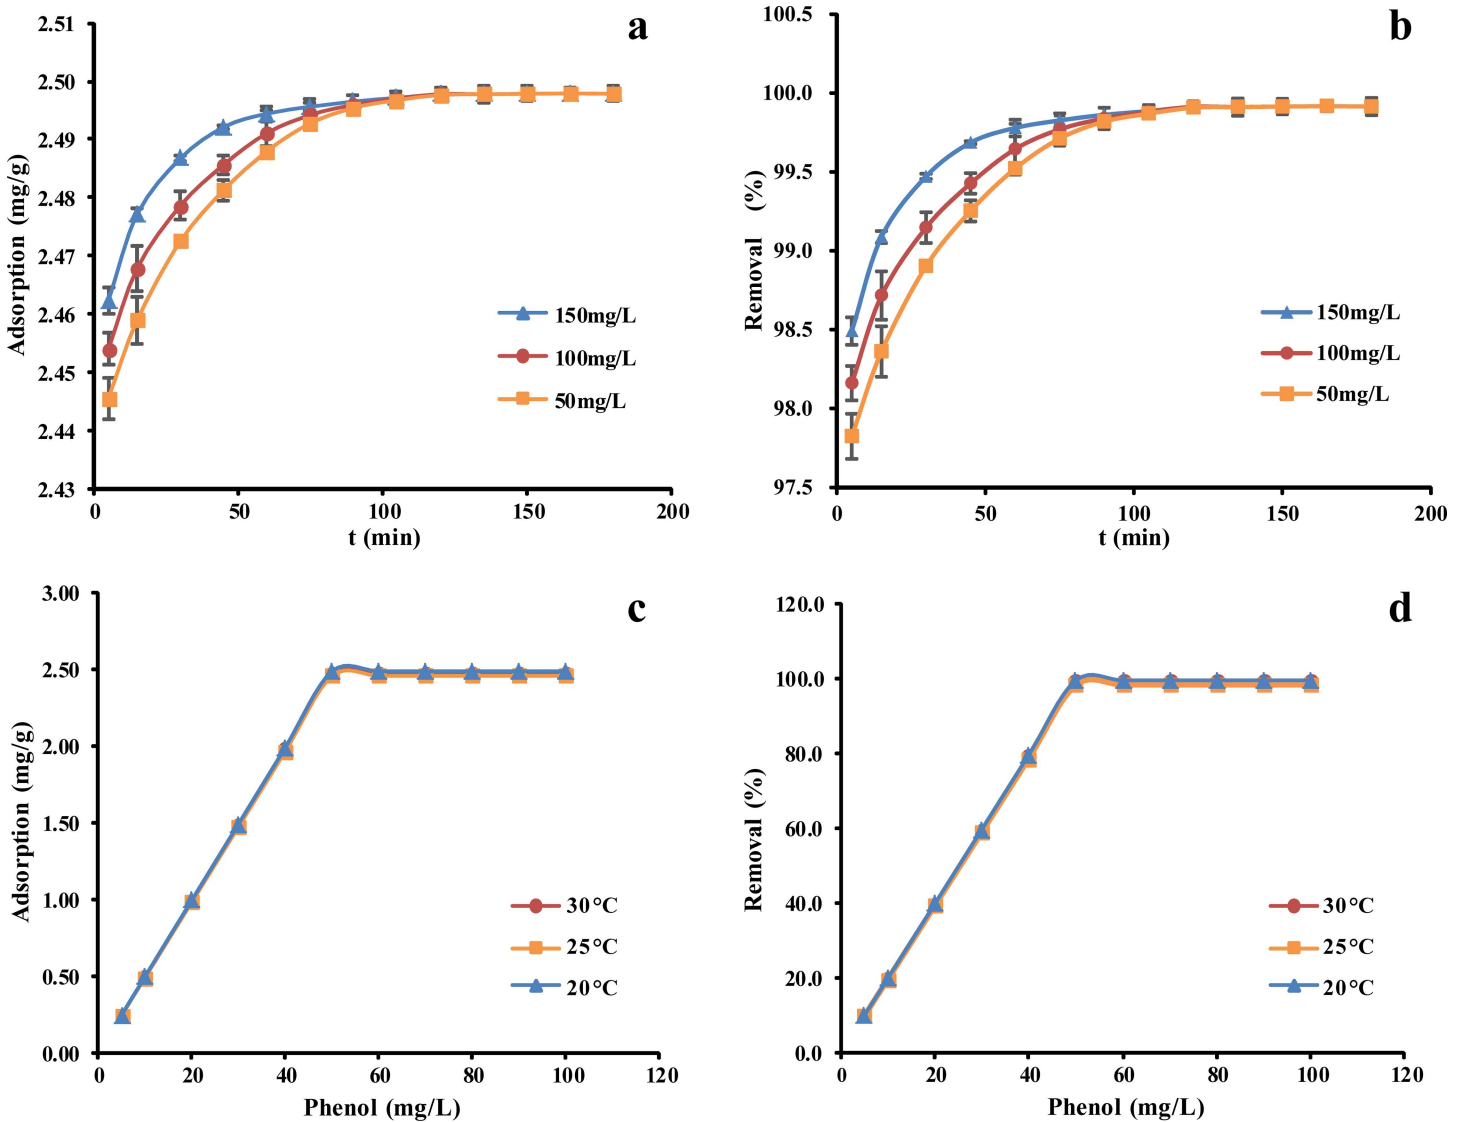 a
2.51
2.50
2.49
2.48
2.47
2.46
2.45
2.44
2.43
Adsorption (mg/g)
150mg/L
100mg/L
50mg/L
0 50 100 150 200
t (min)
b
100.5
100.0
99.5
99.0
98.5
98.0
97.5
Removal (%)
150mg/L
100mg/L
50mg/L
0 50 100 150 200
t (min)
c
3.00
2.50
2.00
1.50
1.00
0.50
0.00
Adsorption (mg/g)
30°C
25°C
20°C
0 20 40 60 80 100 120
Phenol (mg/L)
d
120.0
100.0
80.0
60.0
40.0
20.0
0.0
Removal (%)
30°C
25°C
20°C
0 20 40 60 80 100 120
Phenol (mg/L)